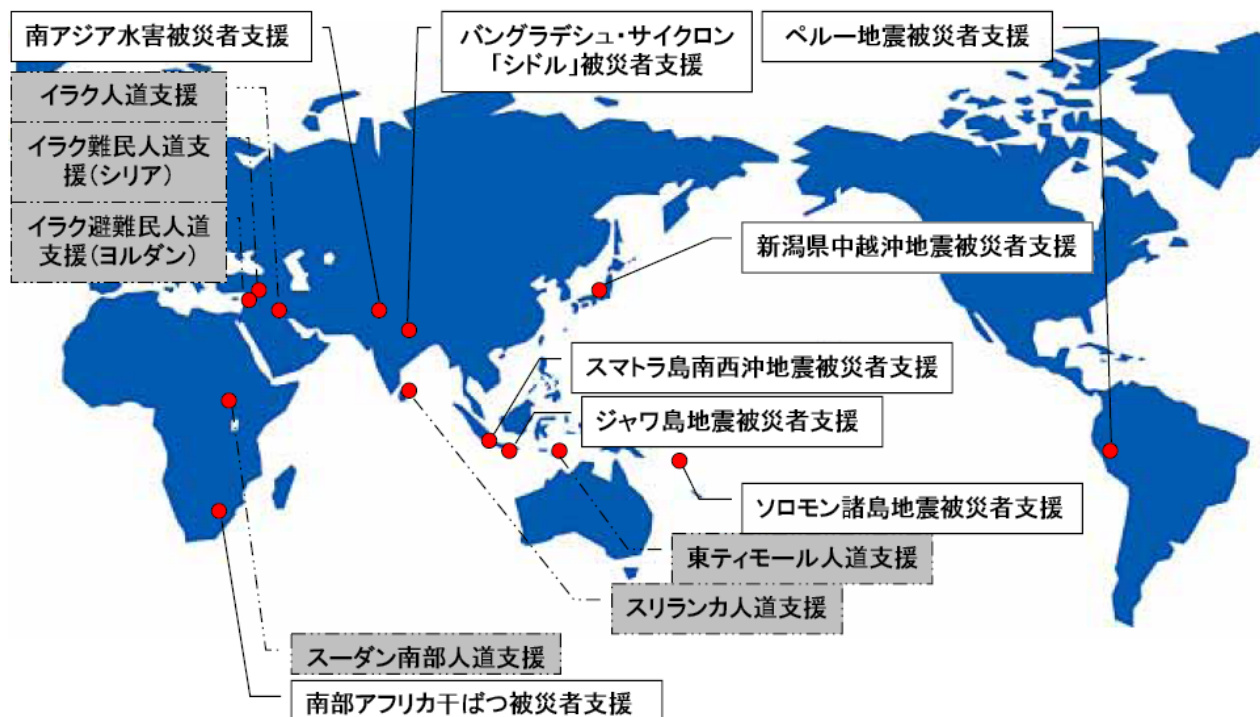 南アジア水害被災者支援
バングラデシュ・サイクロン
「シドル」被災者支援
ペルー地震被災者支援
イラク人道支援
イラク難民人道支
援(シリア)
イラク避難民人道
支援(ヨルダン)
新潟県中越沖地震被災者支援
スマトラ島南西沖地震被災者支援
ジャワ島地震被災者支援
ソロモン諸島地震被災者支援
東ティモール人道支援
スリランカ人道支援
スーダン南部人道支援
南部アフリカ干ばつ被災者支援